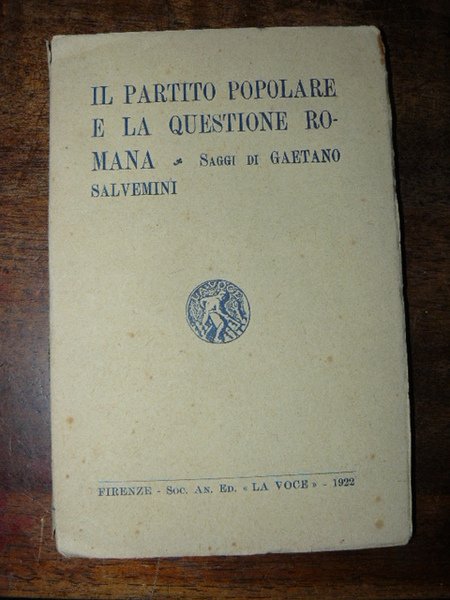 IL PARTITO POPOLARE
E LA QUESTIONE RO-
MANA - SAGGI DI GAETANO
SALVEMINI
FIRENZE - SOC. AN. ED. « LA VOCE » - 1922